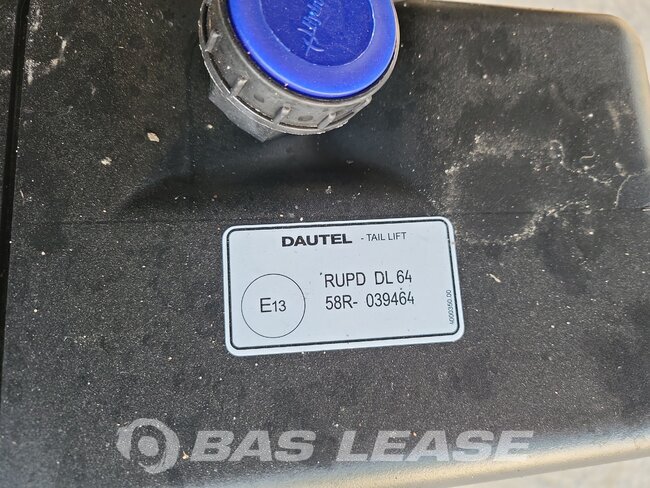 DAUTEL - TAIL LIFT
RUPD DL 64
E13
58R- 039464
BAS LEASE